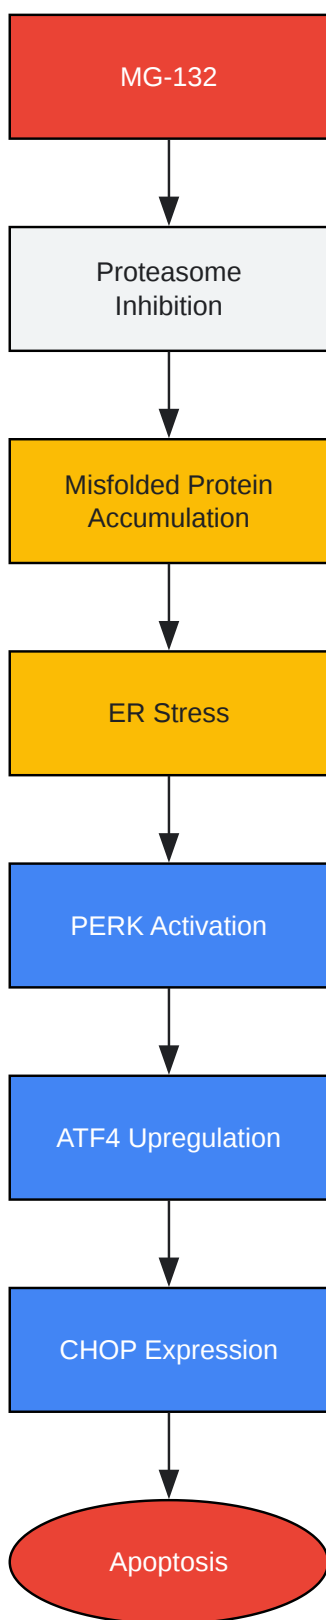 MG-132
Proteasome
Inhibition
Misfolded Protein
Accumulation
ER Stress
PERK Activation
ATF4 Upregulation
CHOP Expression
Apoptosis